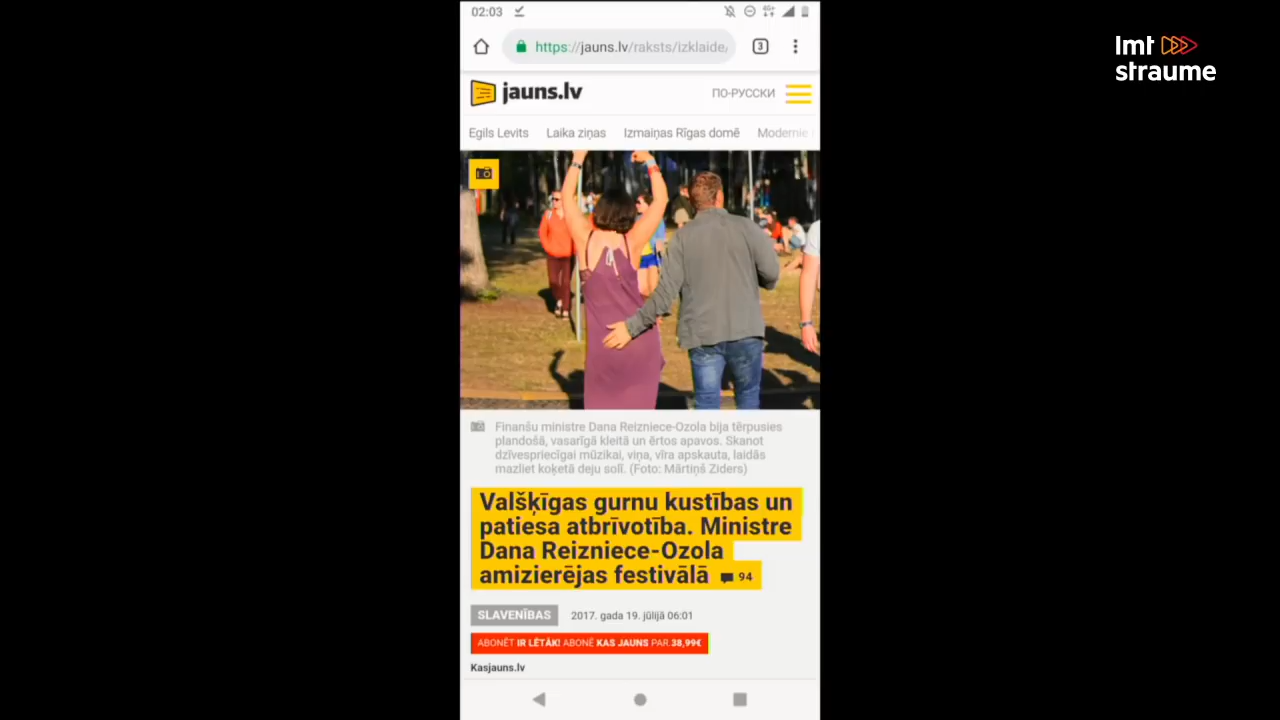 02:03
lmt
straume
https://jauns.lv/raksts/izklaide/
3
jauns.lv
ПО-РУССКИ
Egils Levits Laika ziņas Izmaiņas Rīgas domē Modernie
Finanšu ministre Dana Reizniece-Ozola bija tērpusies
plandošā, vasarīgā kleitā un ērtos apavos. Skanot
dzīvespriecīgai mūzikai, viņa, vīra apskauta, laidās
mazliet koķetā deju solī. (Foto: Mārtiņš Ziders)
Valšķīgas gurnu kustības un
patiesa atbrīvotība. Ministre
Dana Reizniece-Ozola
amizierējas festivālā 94
SLAVENĪBAS 2017. gada 19. jūlijā 06:01
ABONĒT IR LĒTĀK! ABONĒ KAS JAUNS PAR 38,99€
Kasjauns.lv